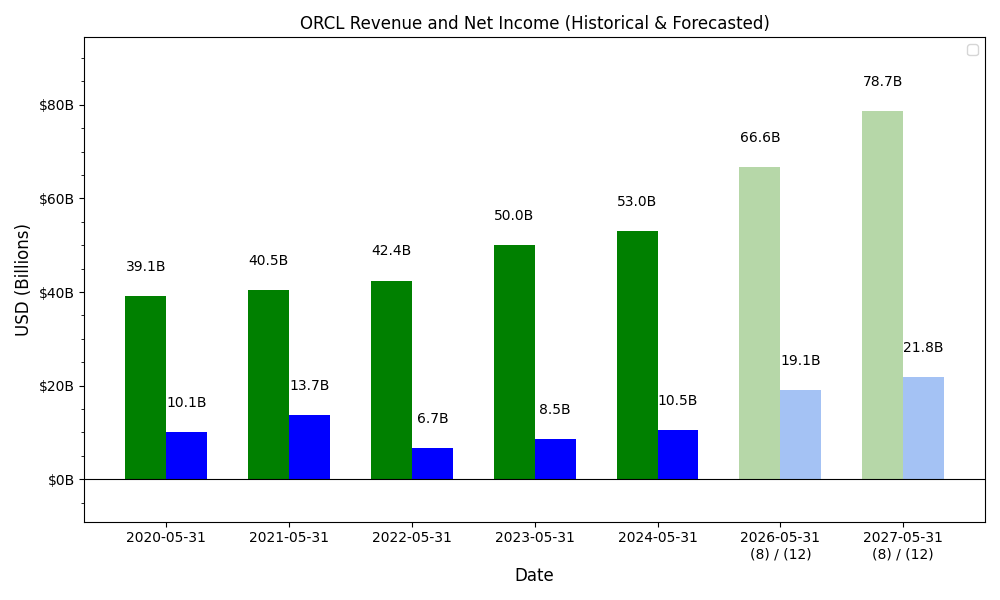 ORCL Revenue and Net Income (Historical & Forecasted)
78.7B
$80B
66.6B
$60B
53.0B
50.0B
42.4B
40.5B
39.1B
$40B
USD (Billions)
21.8B
19.1B
$20B
13.7B
10.1B
10.5B
8.5B
6.7B
$0B
2020-05-31
2021-05-31
2022-05-31
2023-05-31
2024-05-31
2026-05-31
(8) / (12)
2027-05-31
(8) / (12)
Date